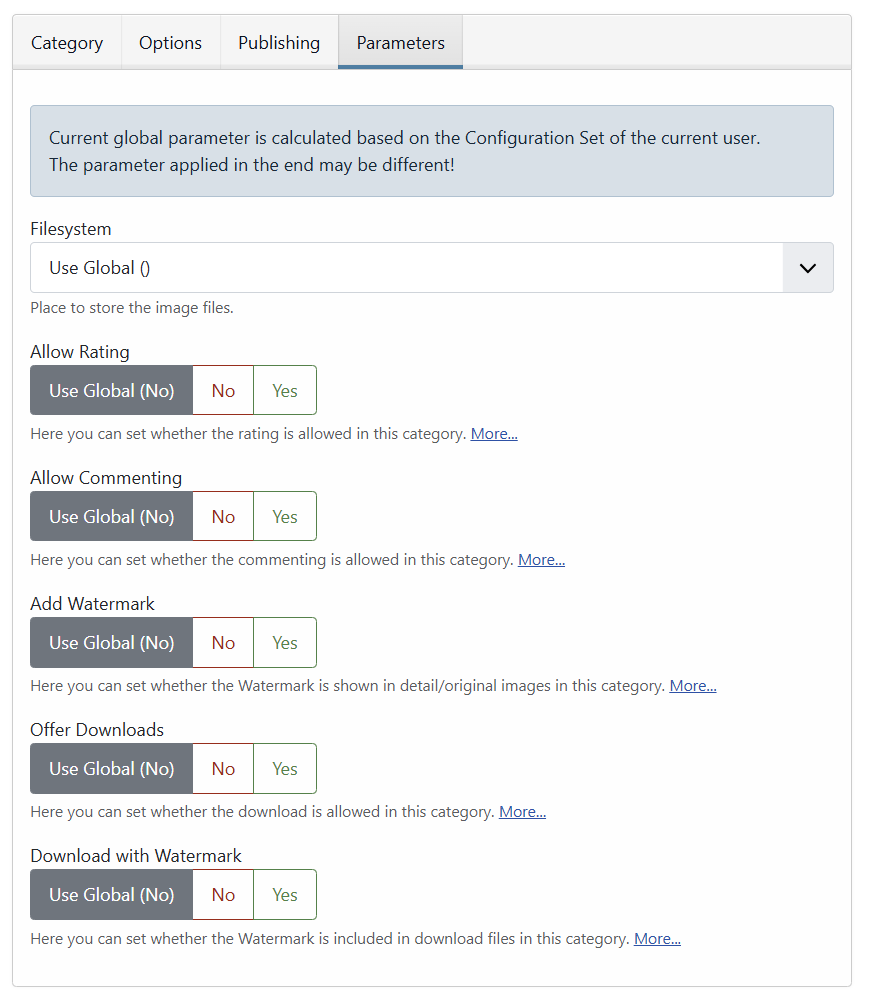 Category Options Publishing Parameters
Current global parameter is calculated based on the Configuration Set of the current user.
The parameter applied in the end may be different!
Filesystem
Use Global ()
Place to store the image files.
Allow Rating
Use Global (No) No Yes
Here you can set whether the rating is allowed in this category. More...
Allow Commenting
Use Global (No) No Yes
Here you can set whether the commenting is allowed in this category. More...
Add Watermark
Use Global (No) No Yes
Here you can set whether the Watermark is shown in detail/original images in this category. More...
Offer Downloads
Use Global (No) No Yes
Here you can set whether the download is allowed in this category. More...
Download with Watermark
Use Global (No) No Yes
Here you can set whether the Watermark is included in download files in this category. More...